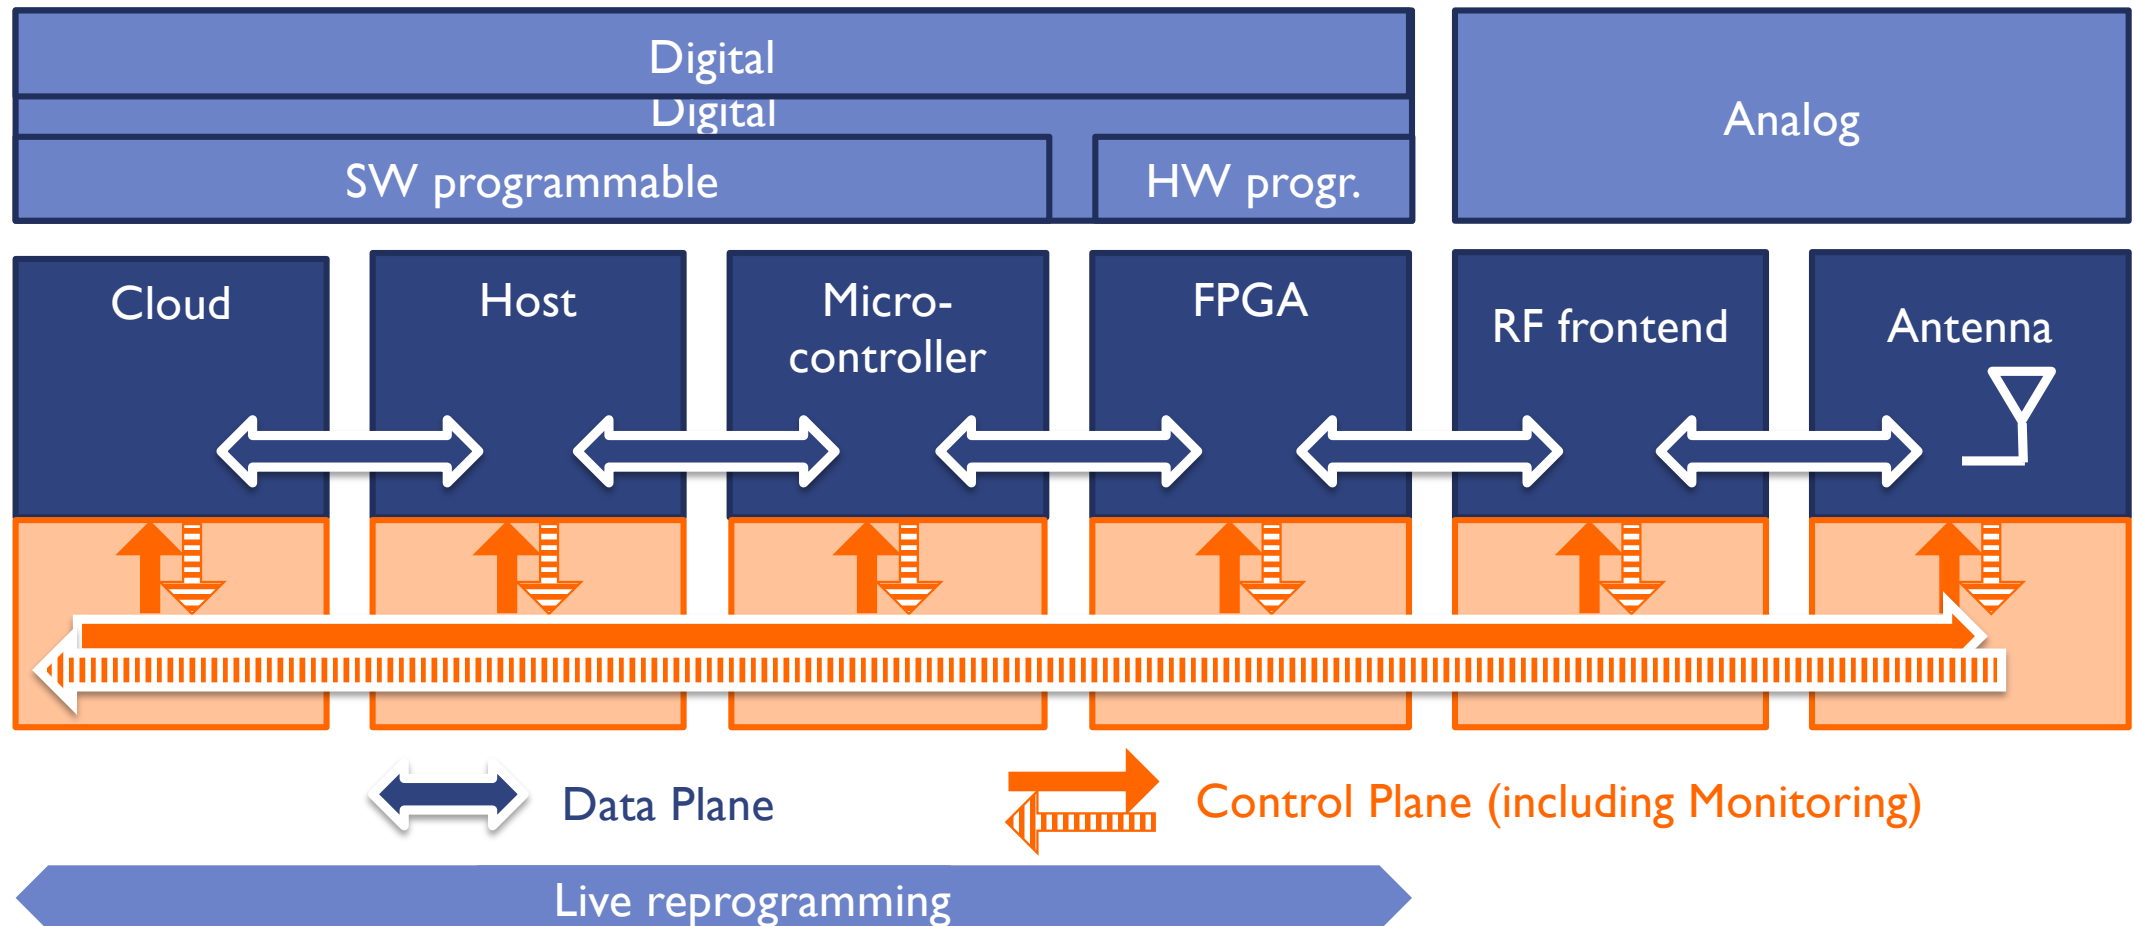 Digital
Digital
Analog
SW programmable
HW progr.
Cloud
Host
Micro-
controller
FPGA
RF frontend
Antenna
Data Plane
Control Plane (including Monitoring)
Live reprogramming